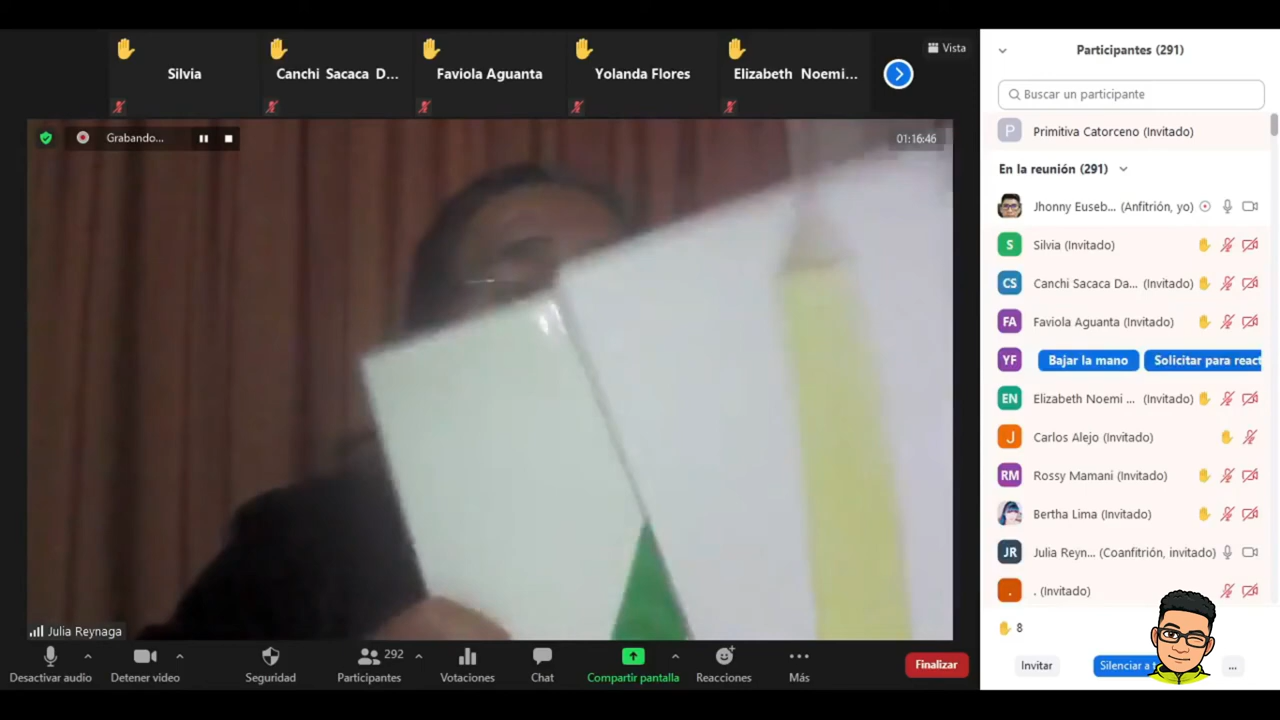 Silvia
Canchi Sacaca D...
Faviola Aguanta
Yolanda Flores
Elizabeth Noemi...
Vista
Grabando...
01:16:46
Julia Reynaga
Desactivar audio
Detener video
Seguridad
292
Participantes
Votaciones
Chat
Compartir pantalla
Reacciones
Más
Finalizar
Participantes (291)
Buscar un participante
P Primitiva Catorceno (Invitado)
En la reunión (291)
Jhonny Euseb... (Anfitrión, yo)
S Silvia (Invitado)
CS Canchi Sacaca Da... (Invitado)
FA Faviola Aguanta (Invitado)
YF Bajar la mano Solicitar para react
EN Elizabeth Noemi ... (Invitado)
J Carlos Alejo (Invitado)
RM Rossy Mamani (Invitado)
Bertha Lima (Invitado)
JR Julia Reyn... (Coanfitrión, invitado)
. . (Invitado)
8
Invitar
Silenciar a t
...